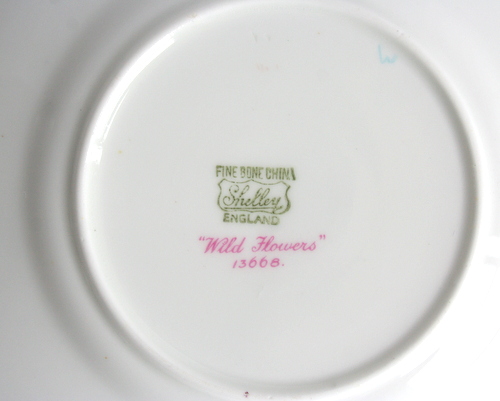 W
FINE BONE CHINA
Shelley
ENGLAND
"Wild Flowers"
13668.